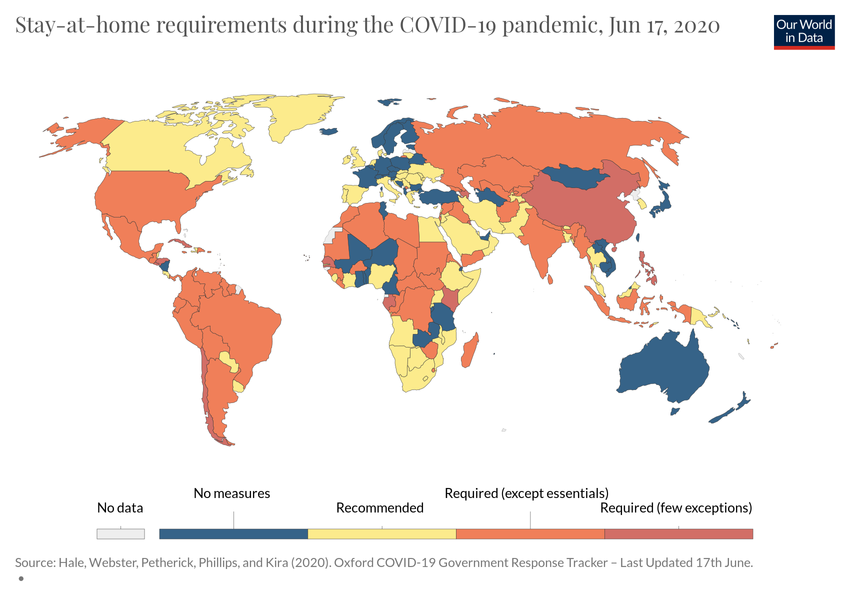 Stay-at-home requirements during the COVID-19 pandemic, Jun 17, 2020
Our World
in Data
No data
No measures
Recommended
Required (except essentials)
Required (few exceptions)
Source: Hale, Webster, Petherick, Phillips, and Kira (2020). Oxford COVID-19 Government Response Tracker – Last Updated 17th June.